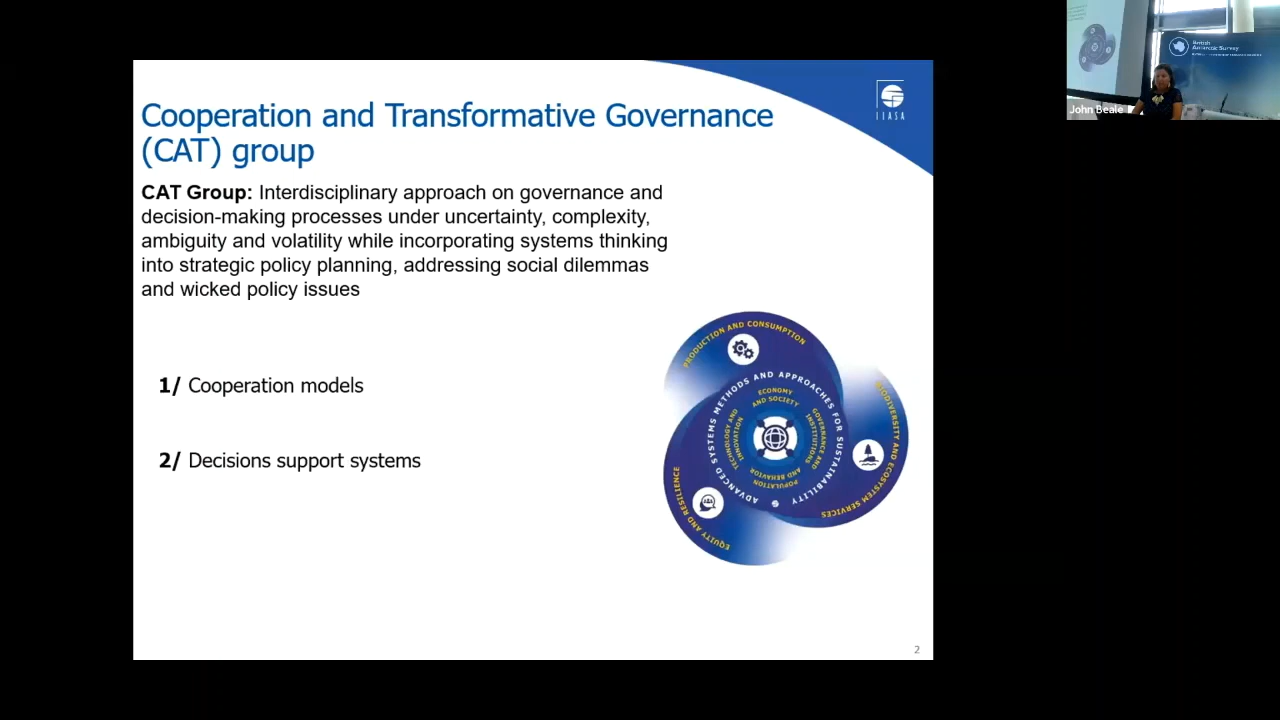 Cooperation and Transformative Governance
(CAT) group
IIASA
CAT Group: Interdisciplinary approach on governance and
decision-making processes under uncertainty, complexity,
ambiguity and volatility while incorporating systems thinking
into strategic policy planning, addressing social dilemmas
and wicked policy issues
1/ Cooperation models
2/ Decisions support systems
PRODUCTION AND CONSUMPTION
BIODIVERSITY AND ECOSYSTEM SERVICES
EQUITY AND RESILIENCE
ADVANCED SYSTEMS METHODS AND APPROACHES FOR SUSTAINABILITY
ECONOMY
AND SOCIETY
GOVERNANCE AND
INSTITUTIONS
POPULATION
AND BEHAVIOR
TECHNOLOGY AND
INNOVATION
2
British
Antarctic Survey
John Beale